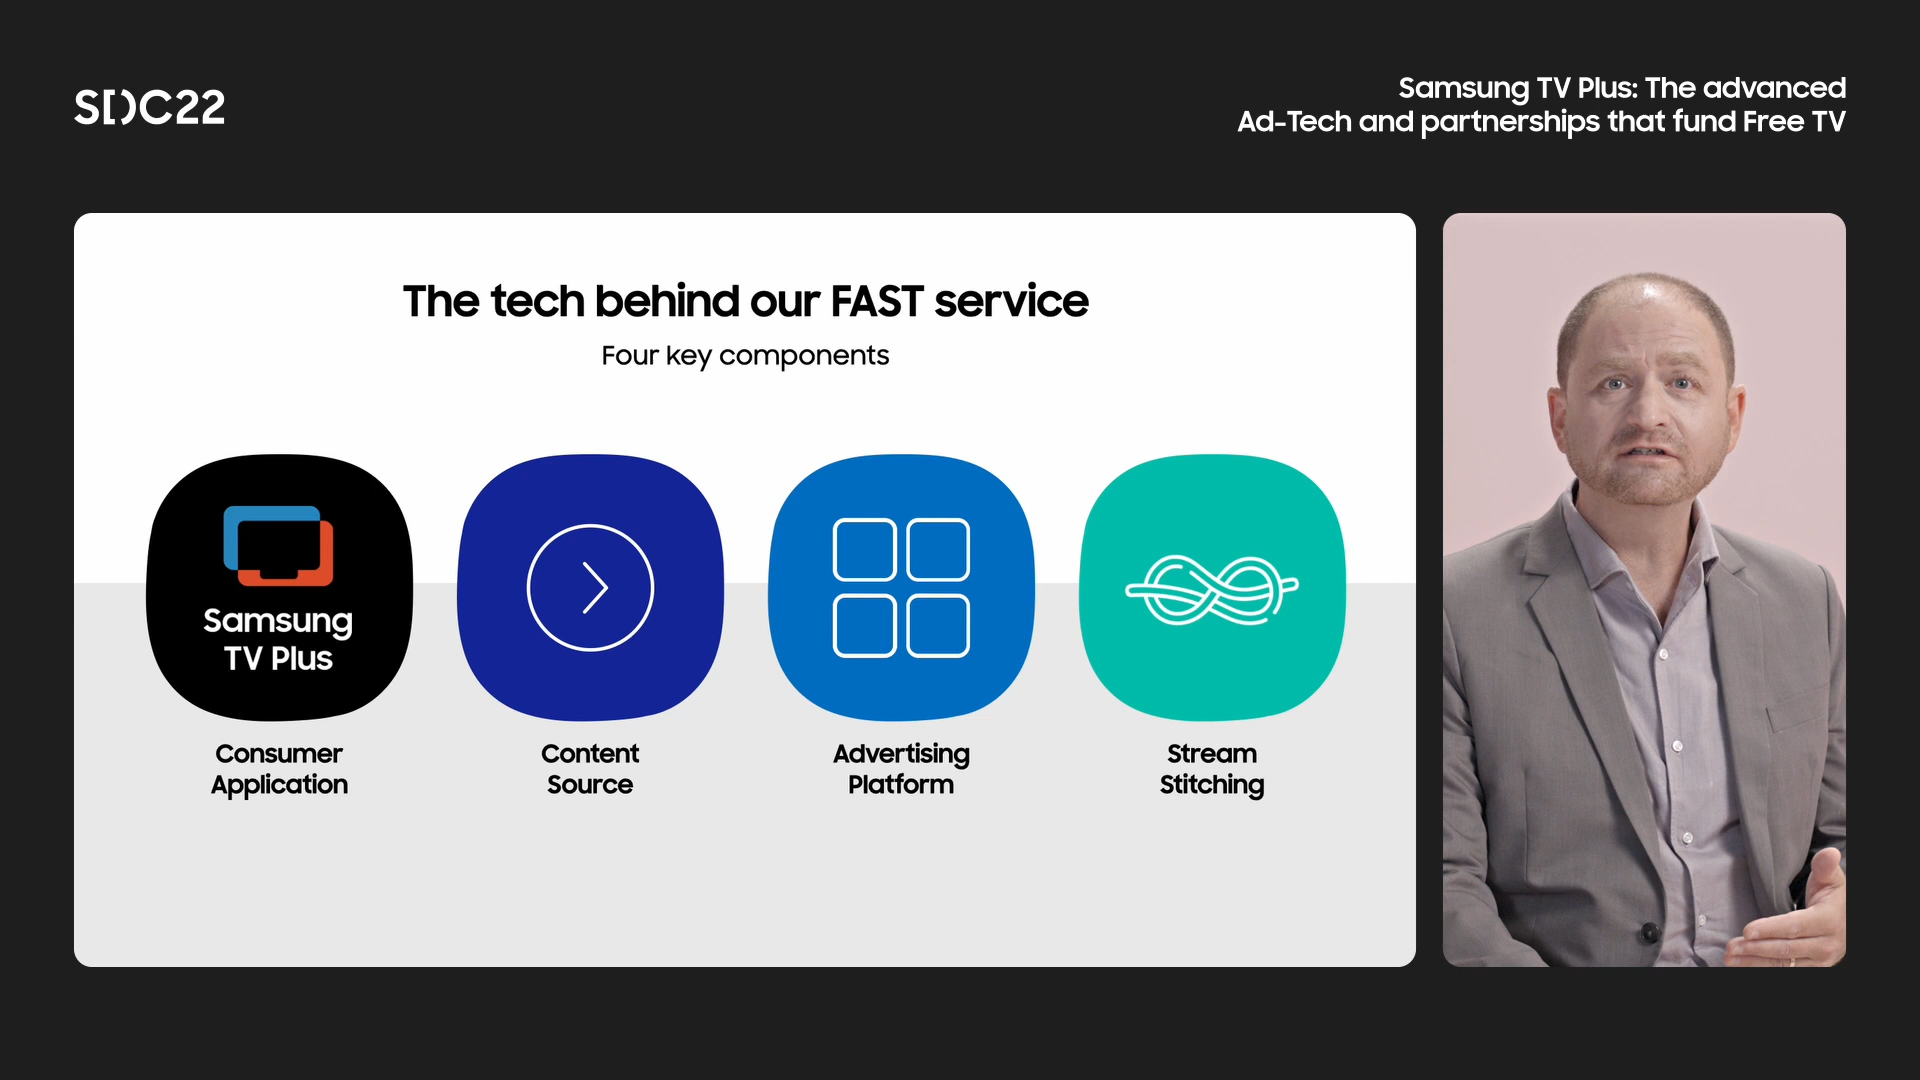 SDC22
Samsung TV Plus: The advanced
Ad-Tech and partnerships that fund Free TV
The tech behind our FAST service
Four key components
Samsung
TV Plus
Consumer
Application
Content
Source
Advertising
Platform
Stream
Stitching